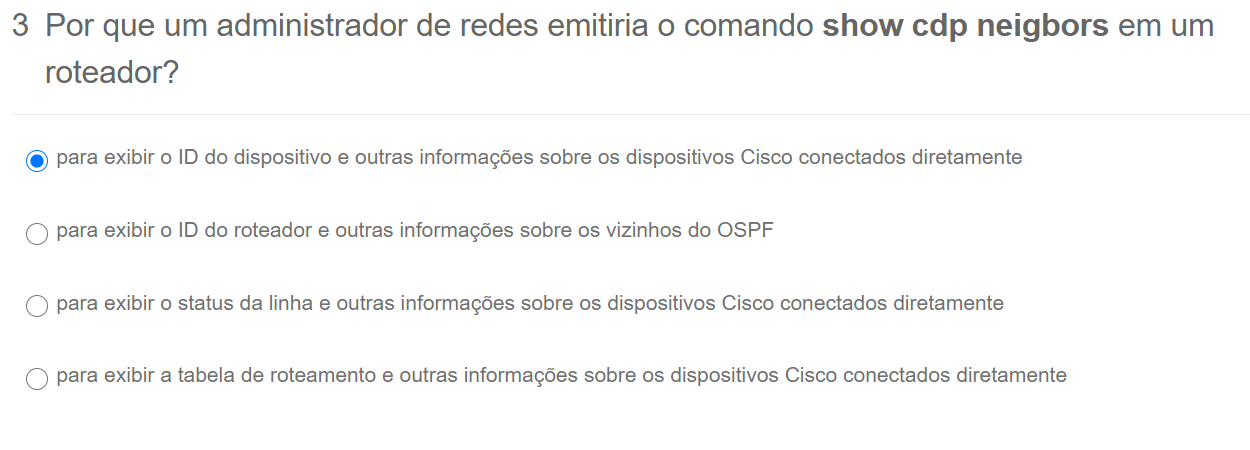 3 Por que um administrador de redes emitiria o comando show cdp neigbors em um
roteador?
para exibir o ID do dispositivo e outras informações sobre os dispositivos Cisco conectados diretamente
para exibir o ID do roteador e outras informações sobre os vizinhos do OSPF
para exibir o status da linha e outras informações sobre os dispositivos Cisco conectados diretamente
para exibir a tabela de roteamento e outras informações sobre os dispositivos Cisco conectados diretamente